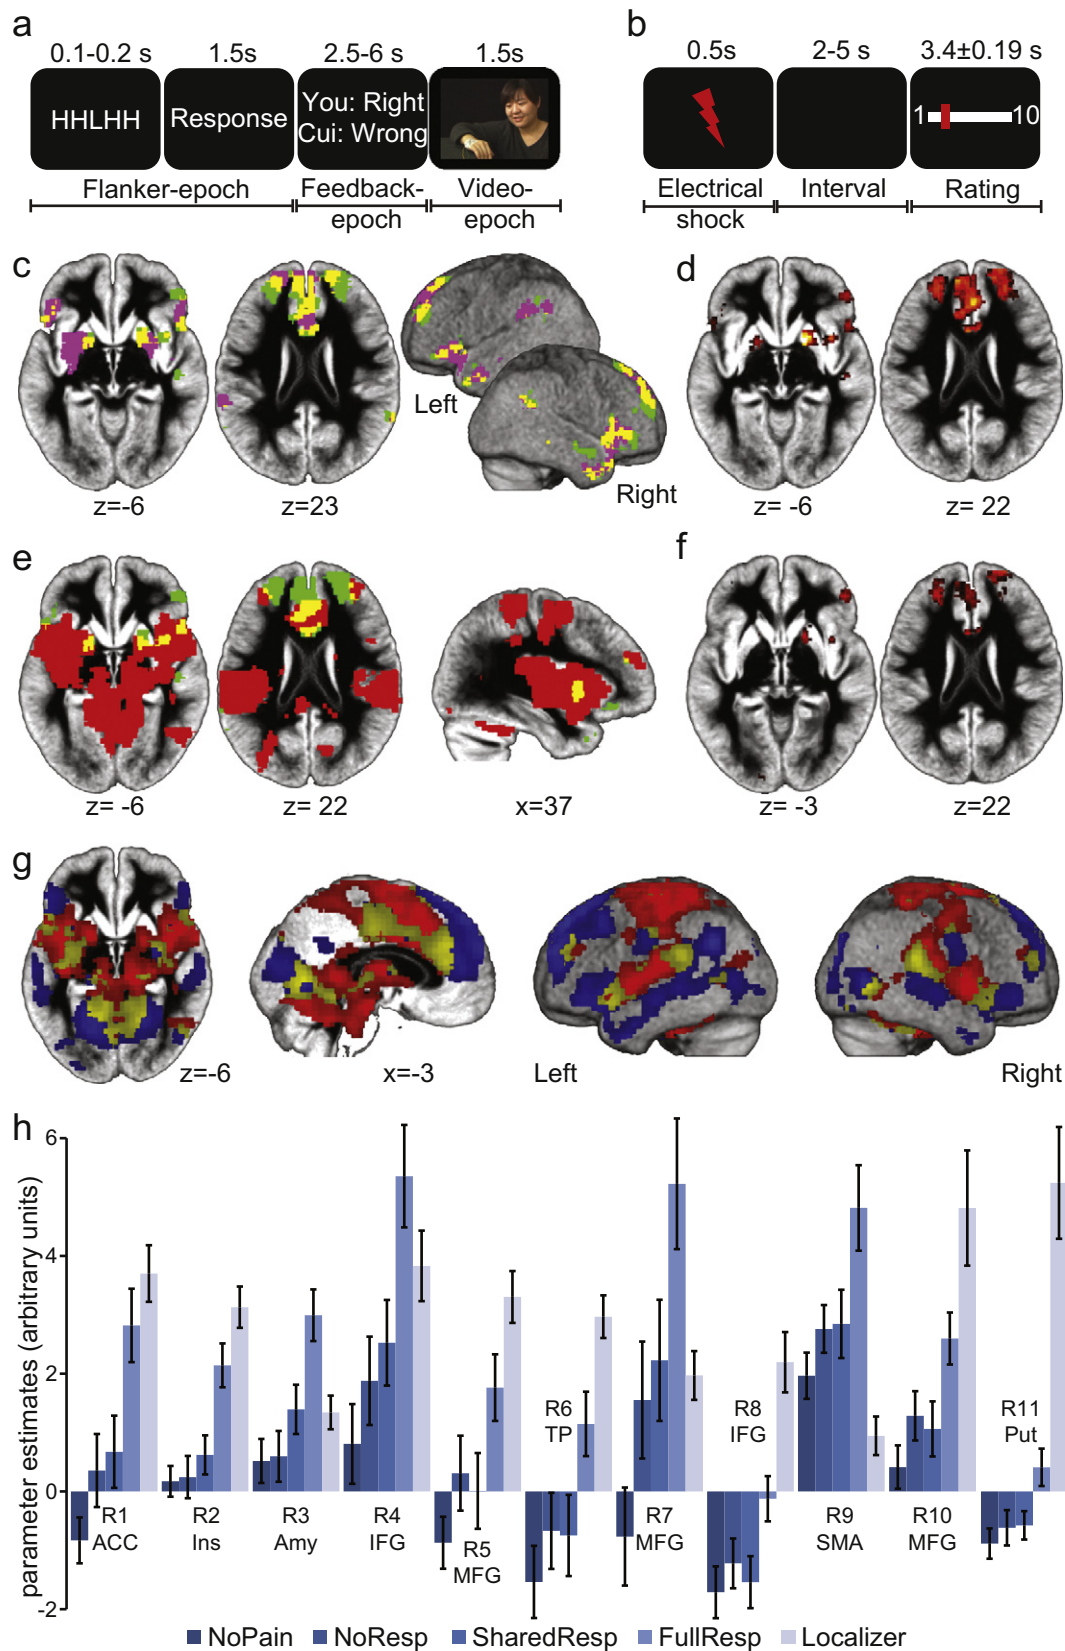 a
0.1-0.2 s 1.5s 2.5-6 s 1.5s
HHLHH
Response
You: Right
Cui: Wrong
Flanker-epoch
Feedback-
epoch
Video-
epoch
b
0.5s 2-5 s 3.4±0.19 s
1 10
Electrical
shock
Interval
Rating
c
Left
Right
z=-6
z=23
d
z= -6
z= 22
e
z= -6
z= 22
x=37
f
z= -3
z=22
g
z=-6
x=-3
Left
Right
h
parameter estimates (arbitrary units)
6
4
2
0
-2
R1
ACC
R2
Ins
R3
Amy
R4
IFG
R5
MFG
R6
TP
R7
MFG
R8
IFG
R9
SMA
R10
MFG
R11
Put
NoPain NoResp SharedResp FullResp Localizer